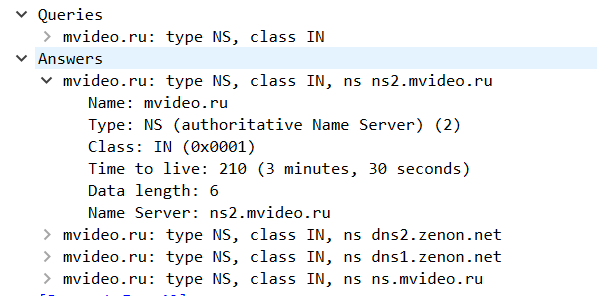 Queries
mvideo.ru: type NS, class IN
Answers
mvideo.ru: type NS, class IN, ns ns2.mvideo.ru
Name: mvideo.ru
Type: NS (authoritative Name Server) (2)
Class: IN (0x0001)
Time to live: 210 (3 minutes, 30 seconds)
Data length: 6
Name Server: ns2.mvideo.ru
mvideo.ru: type NS, class IN, ns dns2.zenon.net
mvideo.ru: type NS, class IN, ns dns1.zenon.net
mvideo.ru: type NS, class IN, ns ns.mvideo.ru